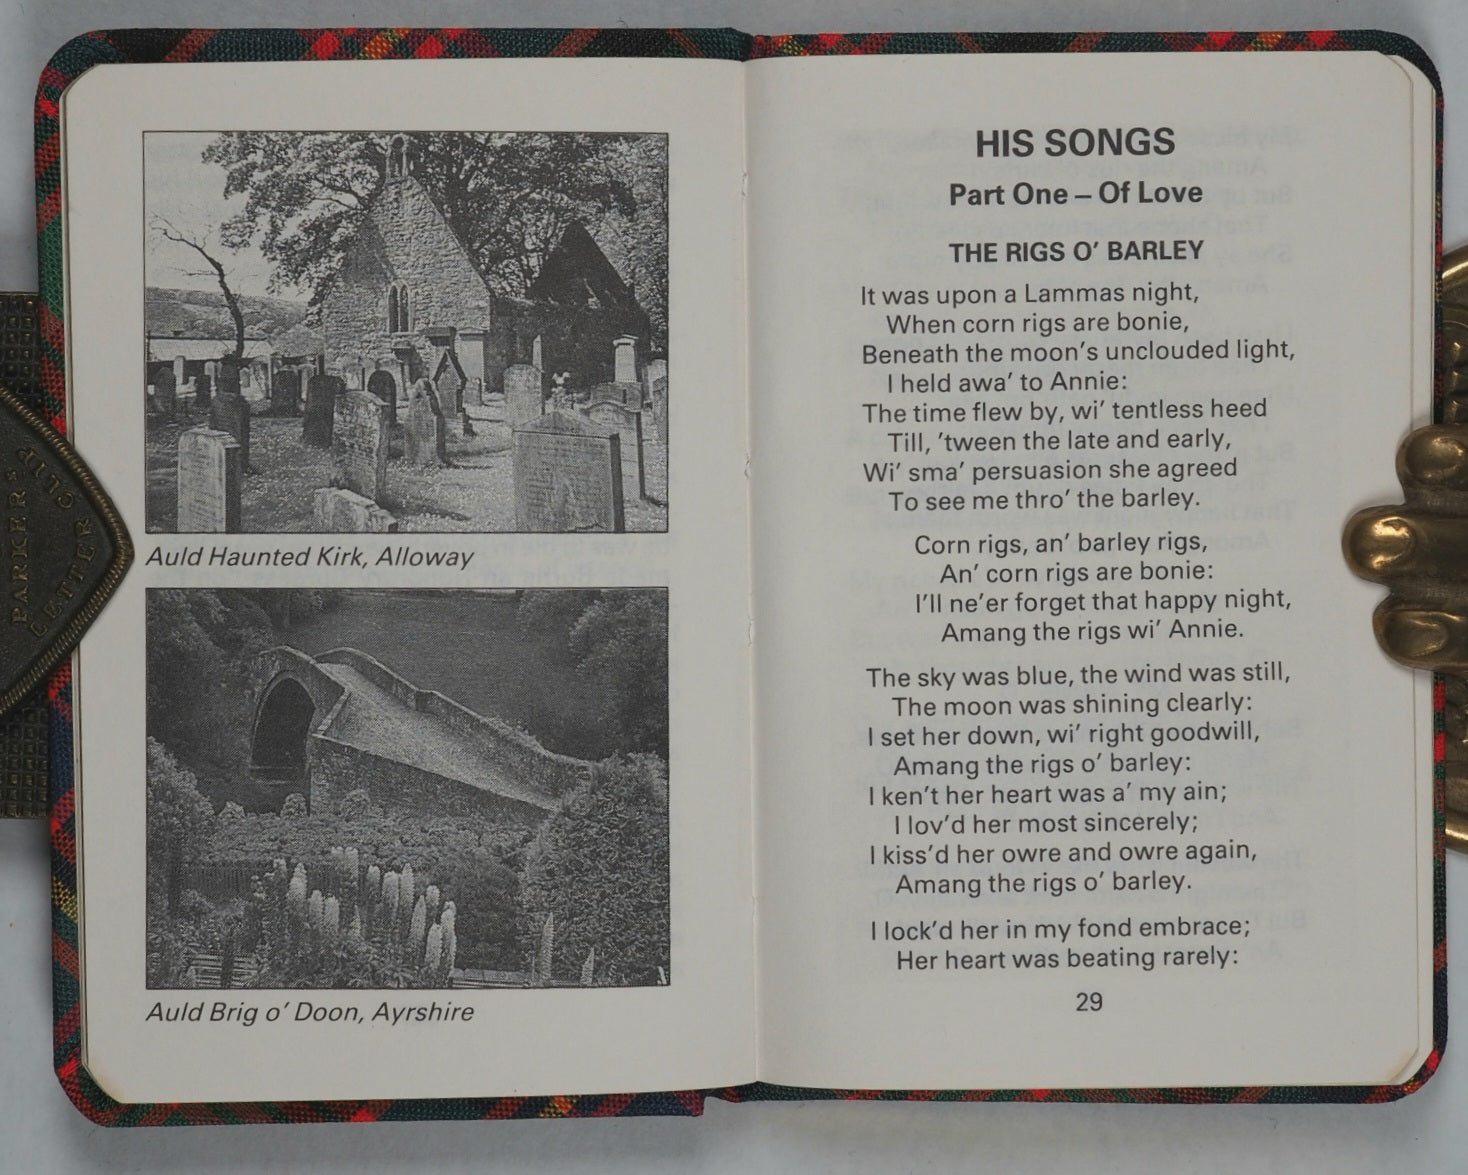 PARKER'S
LETTER CLIP
Auld Haunted Kirk, Alloway
Auld Brig o' Doon, Ayrshire
HIS SONGS
Part One – Of Love
THE RIGS O' BARLEY
It was upon a Lammas night,
When corn rigs are bonie,
Beneath the moon's unclouded light,
I held awa' to Annie:
The time flew by, wi' tentless heed
Till, 'tween the late and early,
Wi' sma' persuasion she agreed
To see me thro' the barley.
Corn rigs, an' barley rigs,
An' corn rigs are bonie:
I'll ne'er forget that happy night,
Amang the rigs wi' Annie.
The sky was blue, the wind was still,
The moon was shining clearly:
I set her down, wi' right goodwill,
Amang the rigs o' barley:
I ken't her heart was a' my ain;
I lov'd her most sincerely;
I kiss'd her owre and owre again,
Amang the rigs o' barley.
I lock'd her in my fond embrace;
Her heart was beating rarely:
29